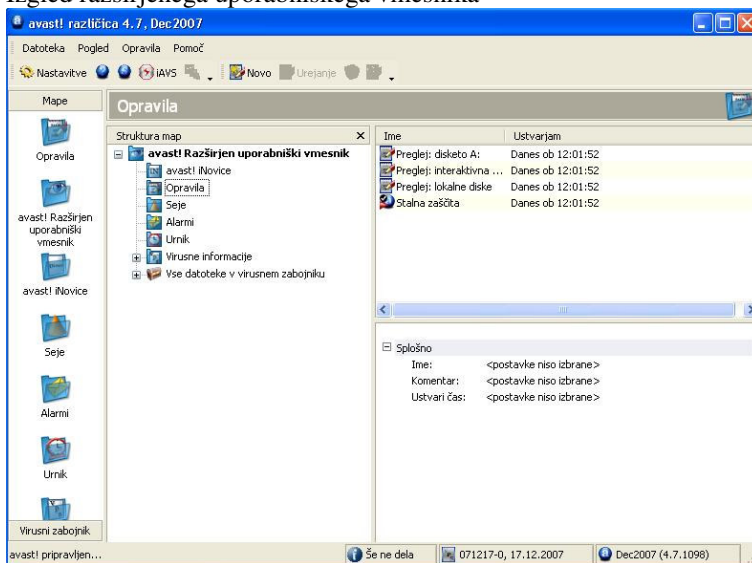 Izgled razširjenega uporabniškega vmesnika
avast! različica 4.7, Dec2007
Datoteka Pogled Opravila Pomoč
Nastavitve iAVS Novo Urejanje
Mape
Opravila
Opravila
avast! Razširjen
uporabniški
vmesnik
avast! iNovice
Seje
Alarmi
Urnik
Virusni zabojnik
Struktura map
avast! Razširjen uporabniški vmesnik
avast! iNovice
Opravila
Seje
Alarmi
Urnik
Virusne informacije
Vse datoteke v virusnem zabojniku
Ime Ustvarjam
Preglej: disketo A: Danes ob 12:01:52
Preglej: interaktivna ... Danes ob 12:01:52
Preglej: lokalne diske Danes ob 12:01:52
Stalna zaščita Danes ob 12:01:52
Splošno
Ime: <postavke niso izbrane>
Komentar: <postavke niso izbrane>
Ustvari čas: <postavke niso izbrane>
avast! pripravljen... Še ne dela 071217-0, 17.12.2007 Dec2007 (4.7.1098)